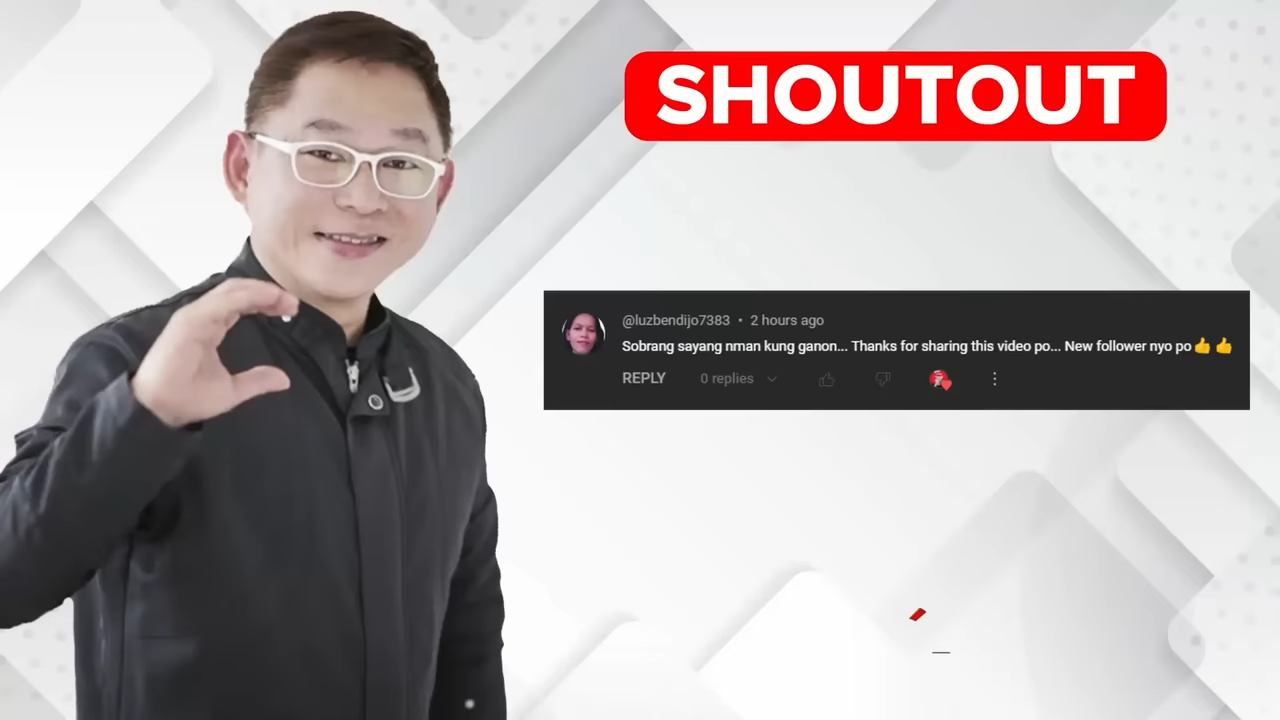 SHOUTOUT
@luzbendijo7383 • 2 hours ago
Sobrang sayang nman kung ganon... Thanks for sharing this video po... New follower nyo po👍👍
REPLY 0 replies